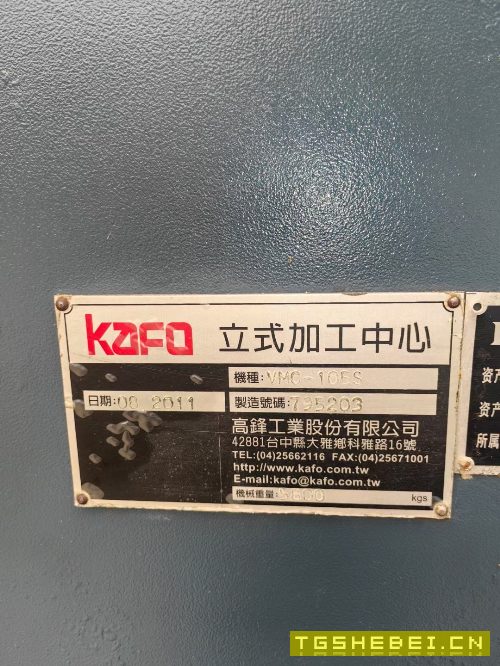 KAFO 立式加工中心
機種:VMC-105S
日期:08.2011 製造號碼:795203
高鋒工業股份有限公司
42881台中縣大雅鄉科雅路16號
TEL:(04)25662116 FAX:(04)25671001
http://www.kafo.com.tw
E-mail:kafo@kafo.com.tw
機械重量: kgs
资产
资产
所属
TGSHEBEI.CN